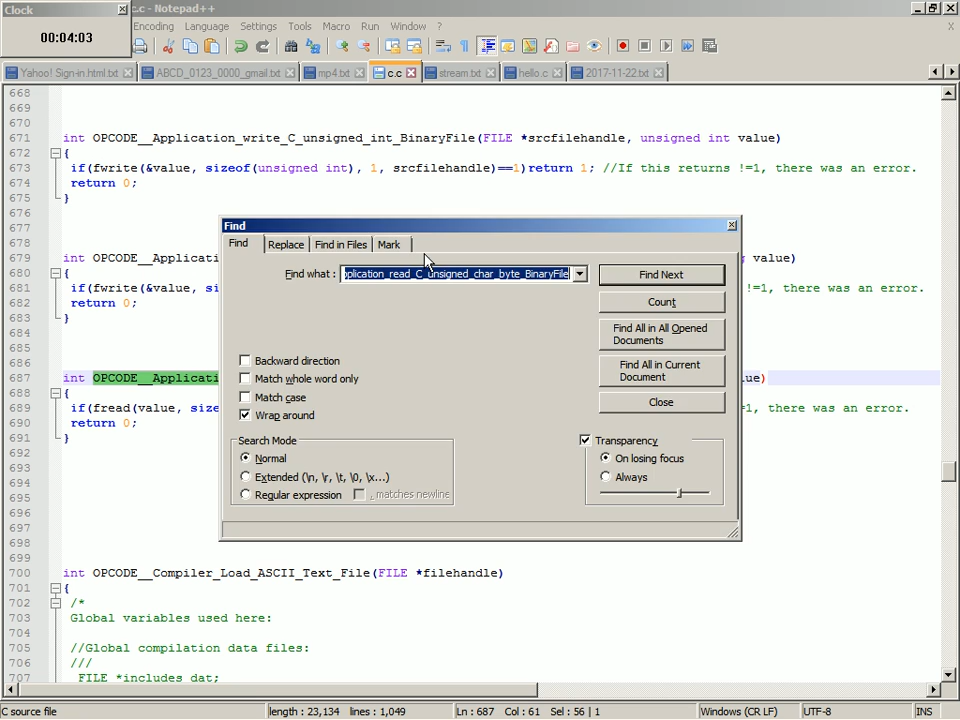 Clock
00:04:03
c.c - Notepad++
Encoding Language Settings Tools Macro Run Window ?
X
Yahoo! Sign-in.html.txt ABCD_0123_0000_gmail.txt mp4.txt c.c stream.txt hello.c 2017-11-22.txt
668
669
670
671 int OPCODE__Application_write_C_unsigned_int_BinaryFile(FILE *srcfilehandle, unsigned int value)
672 {
673 if(fwrite(&value, sizeof(unsigned int), 1, srcfilehandle)==1)return 1; //If this returns !=1, there was an error.
674 return 0;
675 }
676
677
678
679 int OPCODE__Applicati value)
680 {
681 if(fwrite(&value, si !=1, there was an error.
682 return 0;
683 }
684
685
686
687 int OPCODE__Applicati ue)
688 {
689 if(fread(value, size =1, there was an error.
690 return 0;
691 }
692
693
694
695
696
697
698
699
700 int OPCODE__Compiler_Load_ASCII_Text_File(FILE *filehandle)
701 {
702 /*
703 Global variables used here:
704
705 //Global compilation data files:
706 ///
707 FILE *includes_dat;
Find
Find Replace Find in Files Mark
Find what : plication_read_C_unsigned_char_byte_BinaryFile
Find Next
Count
Find All in All Opened
Documents
Find All in Current
Document
Close
Backward direction
Match whole word only
Match case
Wrap around
Search Mode
Normal
Extended (\n, \r, \t, \0, \x...)
Regular expression . matches newline
Transparency
On losing focus
Always
C source file length : 23,134 lines : 1,049 Ln : 687 Col : 61 Sel : 56 | 1 Windows (CR LF) UTF-8 INS